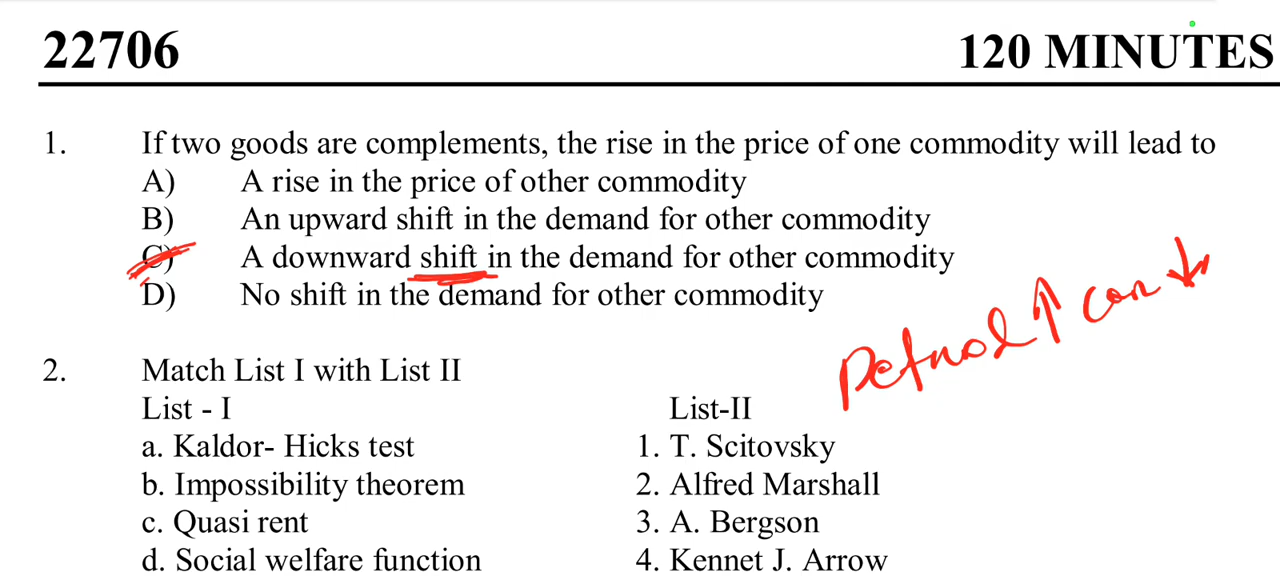 22706 120 MINUTES
1. If two goods are complements, the rise in the price of one commodity will lead to
A) A rise in the price of other commodity
B) An upward shift in the demand for other commodity
C) A downward shift in the demand for other commodity
D) No shift in the demand for other commodity
Petrol ↑ car ↓
2. Match List I with List II
List - I List-II
a. Kaldor- Hicks test 1. T. Scitovsky
b. Impossibility theorem 2. Alfred Marshall
c. Quasi rent 3. A. Bergson
d. Social welfare function 4. Kennet J. Arrow